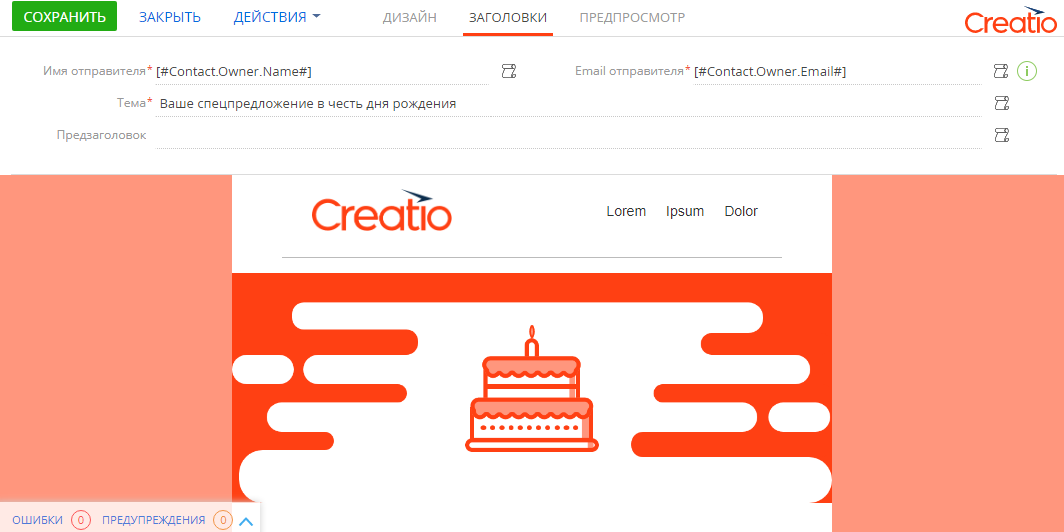 СОХРАНИТЬ ЗАКРЫТЬ ДЕЙСТВИЯ ДИЗАЙН ЗАГОЛОВКИ ПРЕДПРОСМОТР Creatio
Имя отправителя* [#Contact.Owner.Name#] Email отправителя* [#Contact.Owner.Email#] i
Тема* Ваше спецпредложение в честь дня рождения
Предзаголовок
Creatio Lorem Ipsum Dolor
ОШИБКИ 0 ПРЕДУПРЕЖДЕНИЯ 0